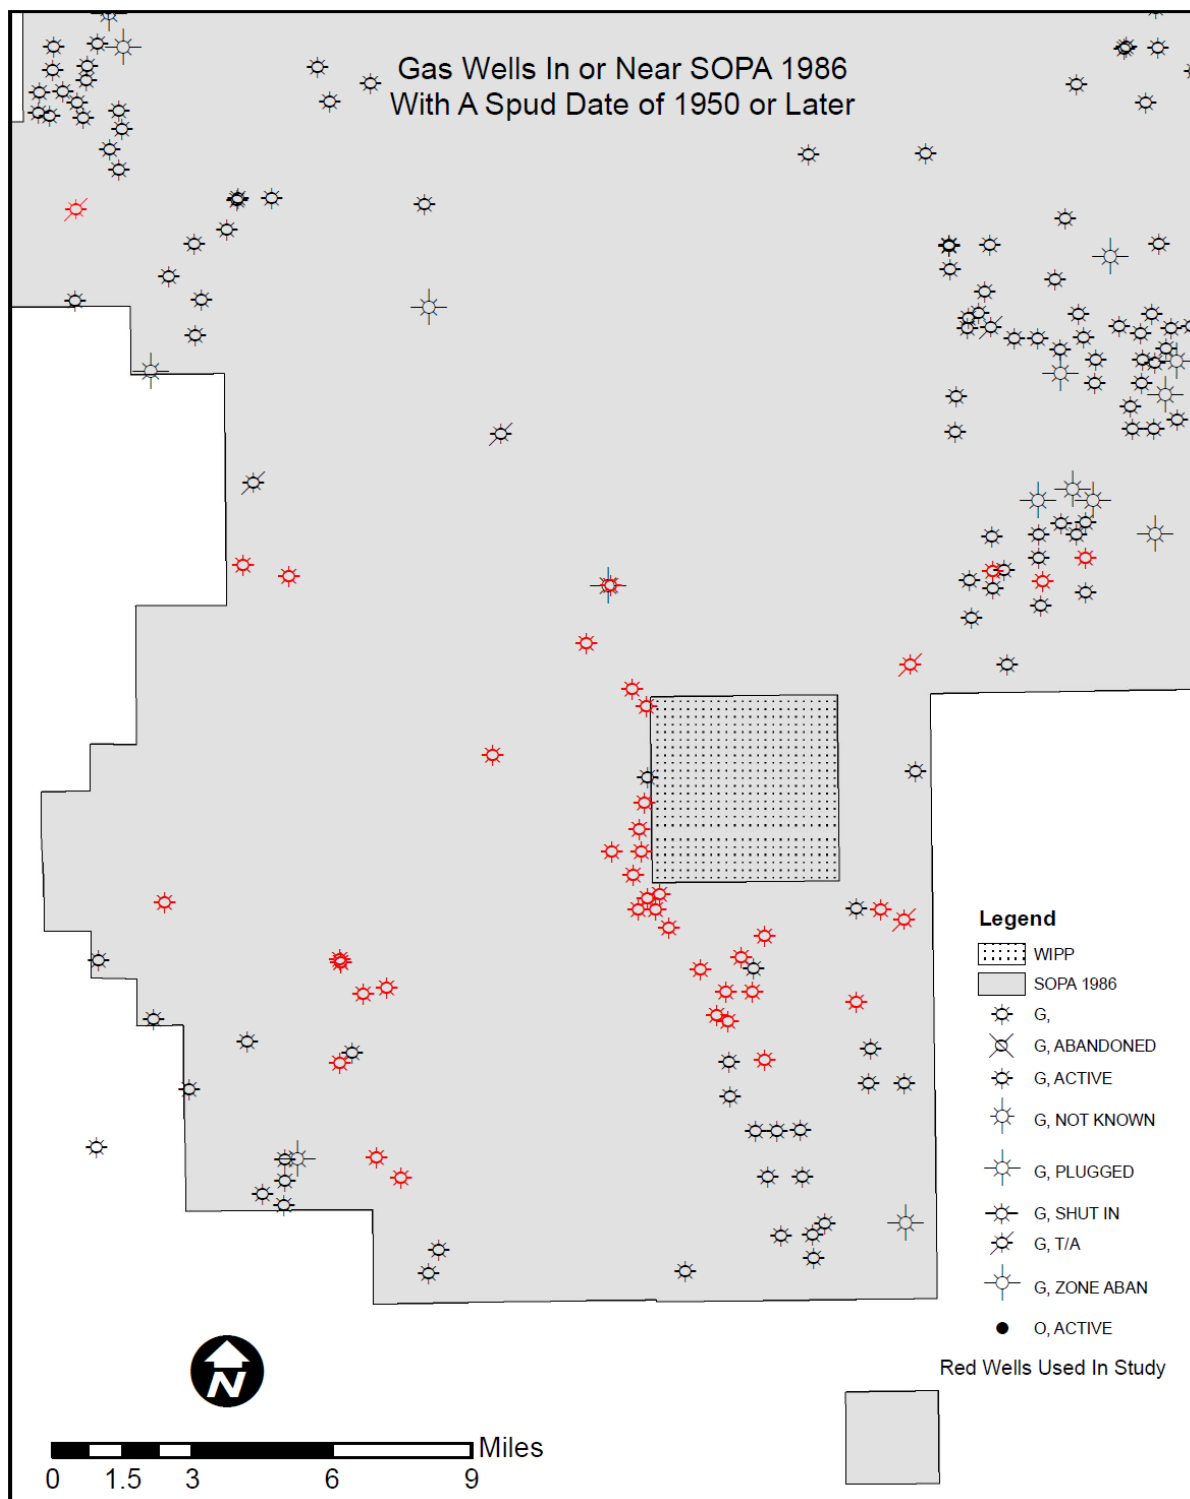 Gas Wells In or Near SOPA 1986
With A Spud Date of 1950 or Later
Legend
WIPP
SOPA 1986
G,
G, ABANDONED
G, ACTIVE
G, NOT KNOWN
G, PLUGGED
G, SHUT IN
G, T/A
G, ZONE ABAN
O, ACTIVE
Red Wells Used In Study
N
Miles
0 1.5 3 6 9